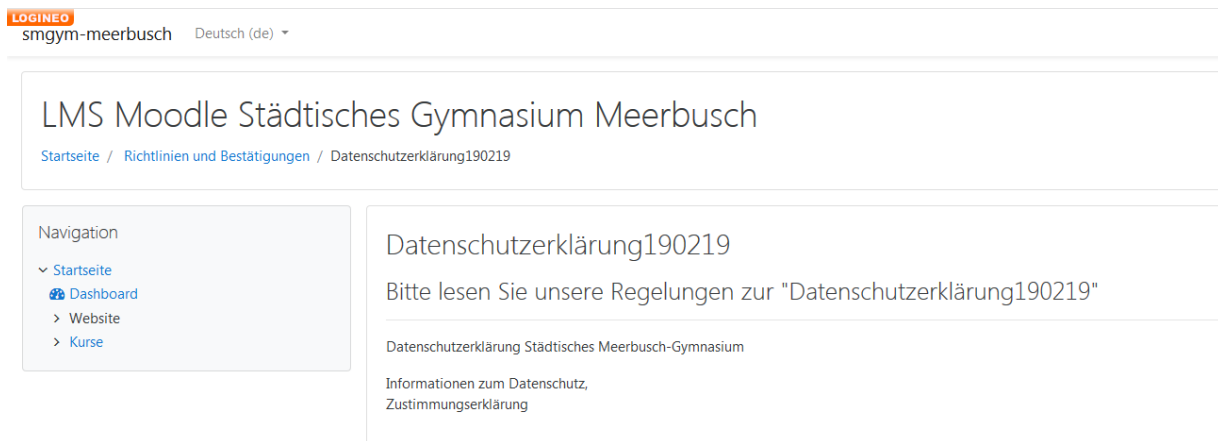 LOGINEO
smgym-meerbusch Deutsch (de)
LMS Moodle Städtisches Gymnasium Meerbusch
Startseite / Richtlinien und Bestätigungen / Datenschutzerklärung190219
Navigation
Startseite
Dashboard
Website
Kurse
Datenschutzerklärung190219
Bitte lesen Sie unsere Regelungen zur "Datenschutzerklärung190219"
Datenschutzerklärung Städtisches Meerbusch-Gymnasium
Informationen zum Datenschutz,
Zustimmungserklärung